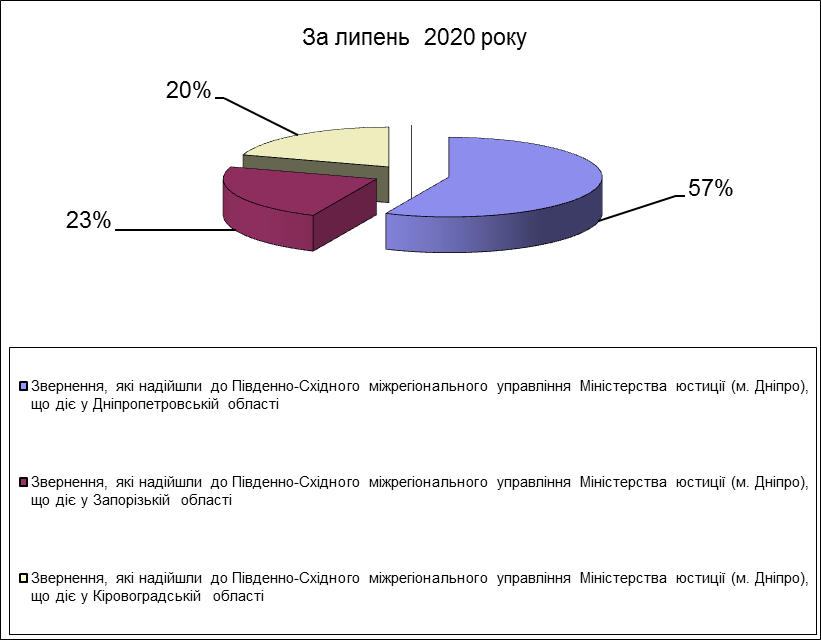 За липень 2020 року
20%
57%
23%
Звернення, які надійшли до Південно-Східного міжрегіонального управління Міністерства юстиції (м. Дніпро),
що діє у Дніпропетровській області
Звернення, які надійшли до Південно-Східного міжрегіонального управління Міністерства юстиції (м. Дніпро),
що діє у Запорізькій області
Звернення, які надійшли до Південно-Східного міжрегіонального управління Міністерства юстиції (м. Дніпро),
що діє у Кіровоградській області